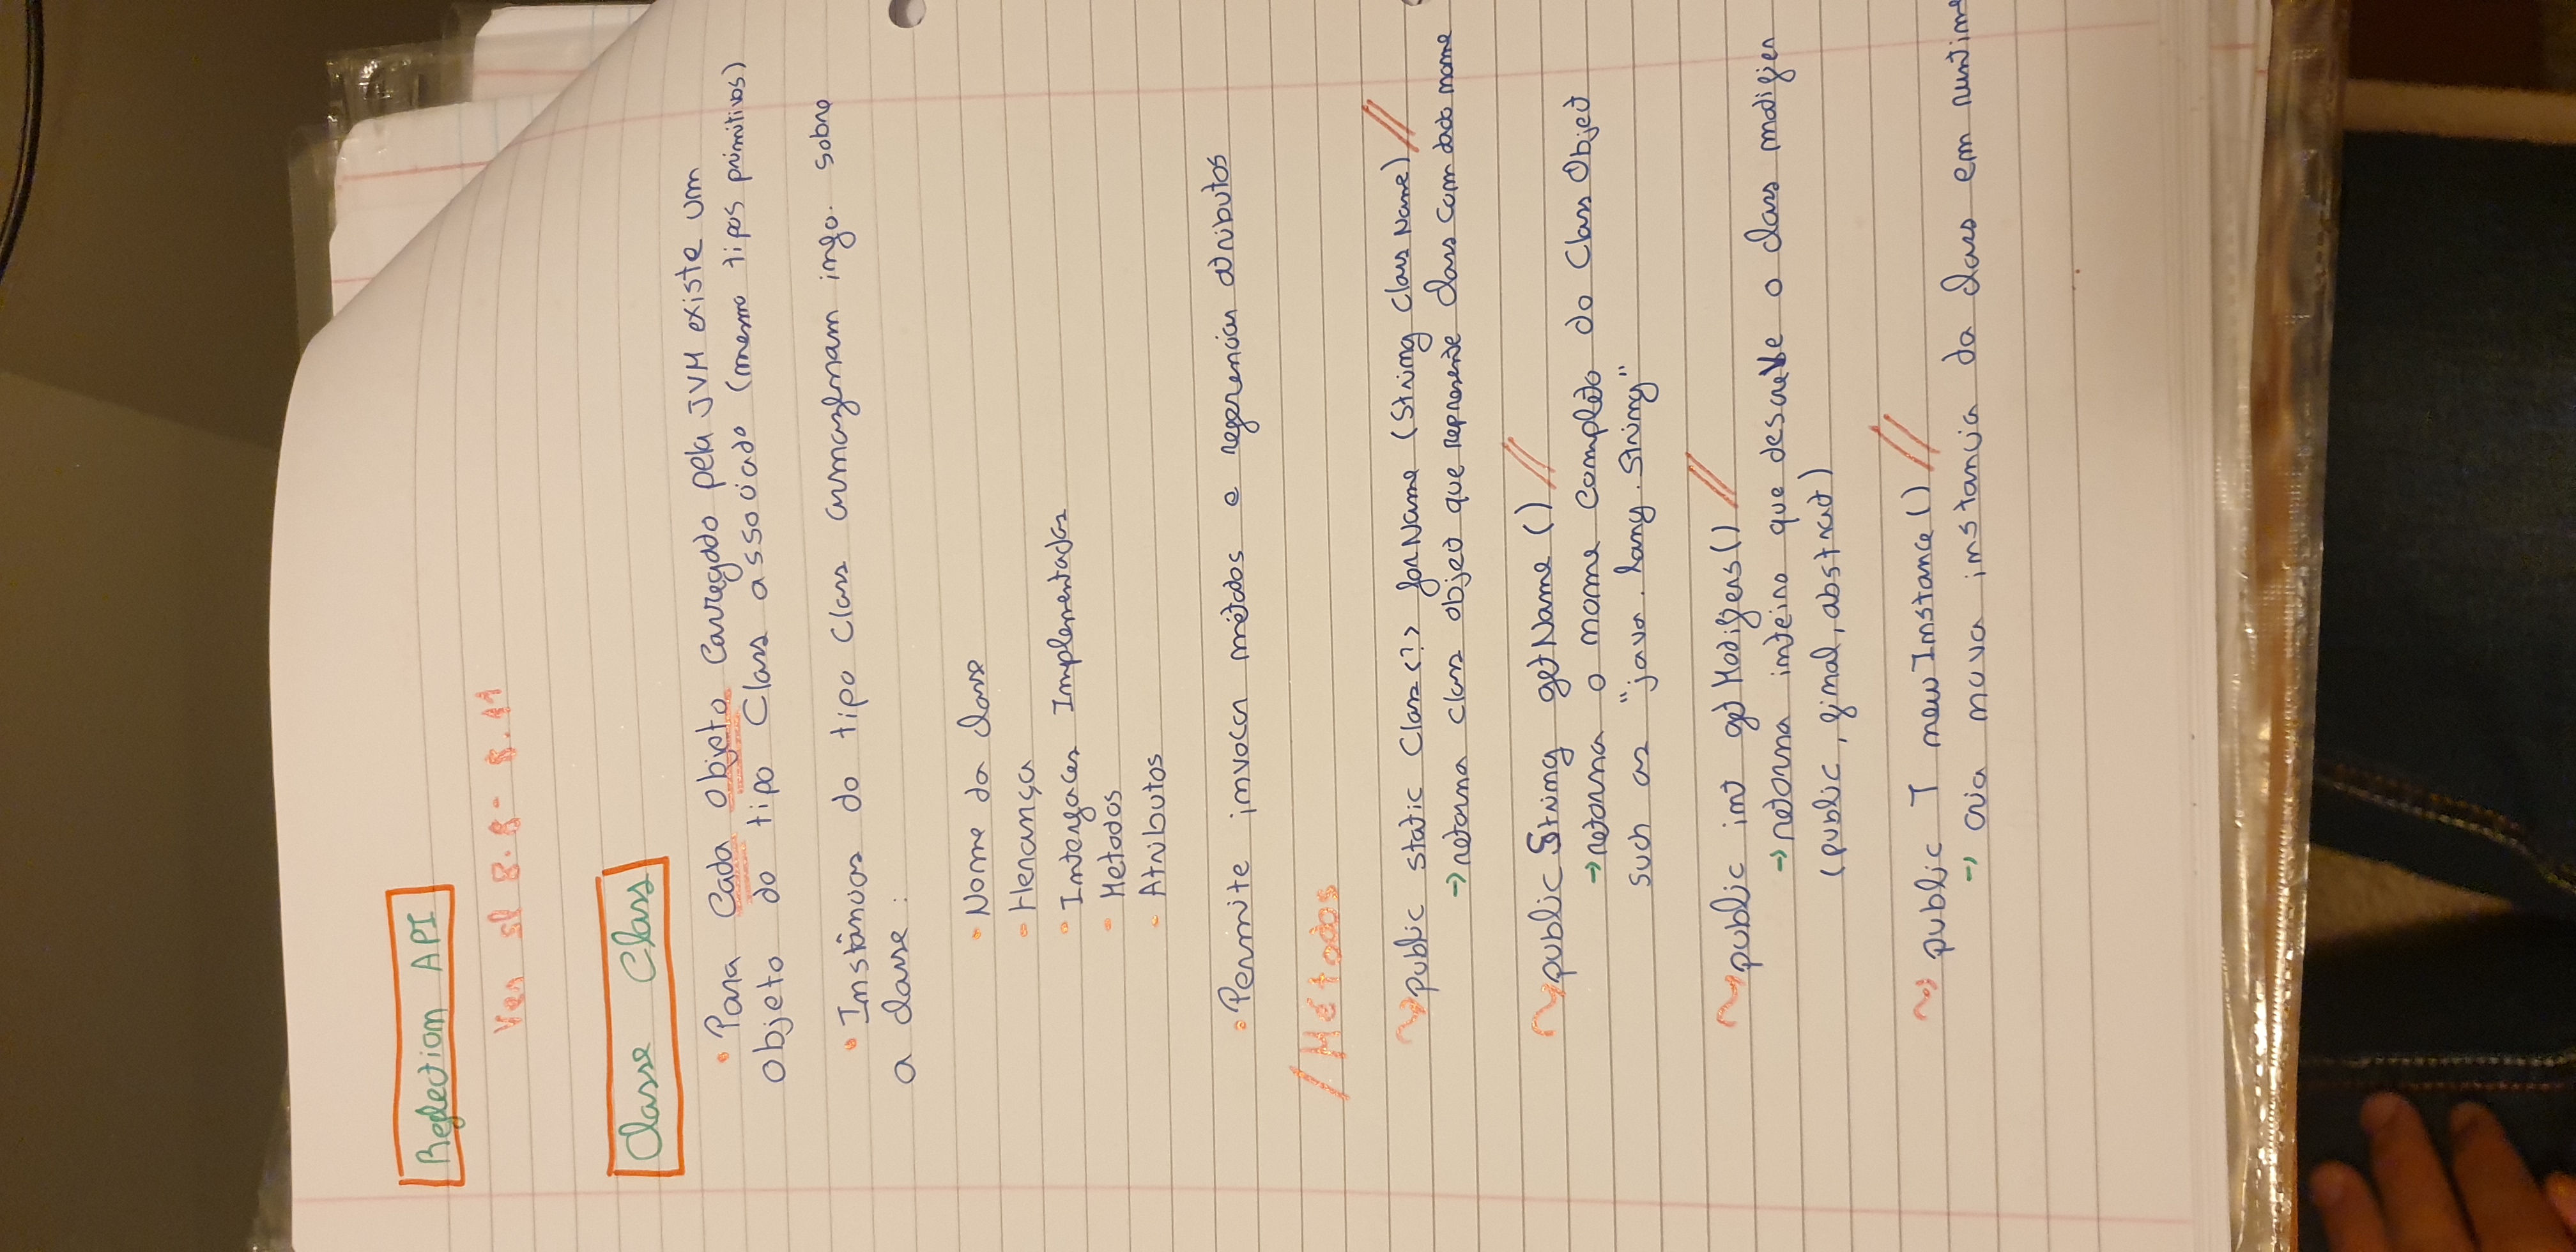 Reflection API
Ver sl 8.8 - 8.11
Classe Class
• Para cada objeto carregado pela JVM existe um
objeto do tipo Class associado (mesmo tipos primitivos)
• Instâncias do tipo Class armazenam info. sobre
a classe :
• Nome da classe
• Herança
• Interfaces Implementadas
- Metodos
- Atributos
• Permite invocar métodos e referenciar atributos
/Métodos
public static Class<?> forName (String ClassName) //
→ retorna class object que represente class com dado nome
public String getName () //
→ retorna o nome completo do Class Object
such as "java.lang.String"
public int getModifiers() //
→ retorna inteiro que descreve o class modifier
(public, final, abstract)
public T newInstance() //
→ cria nova instancia da class em runtime